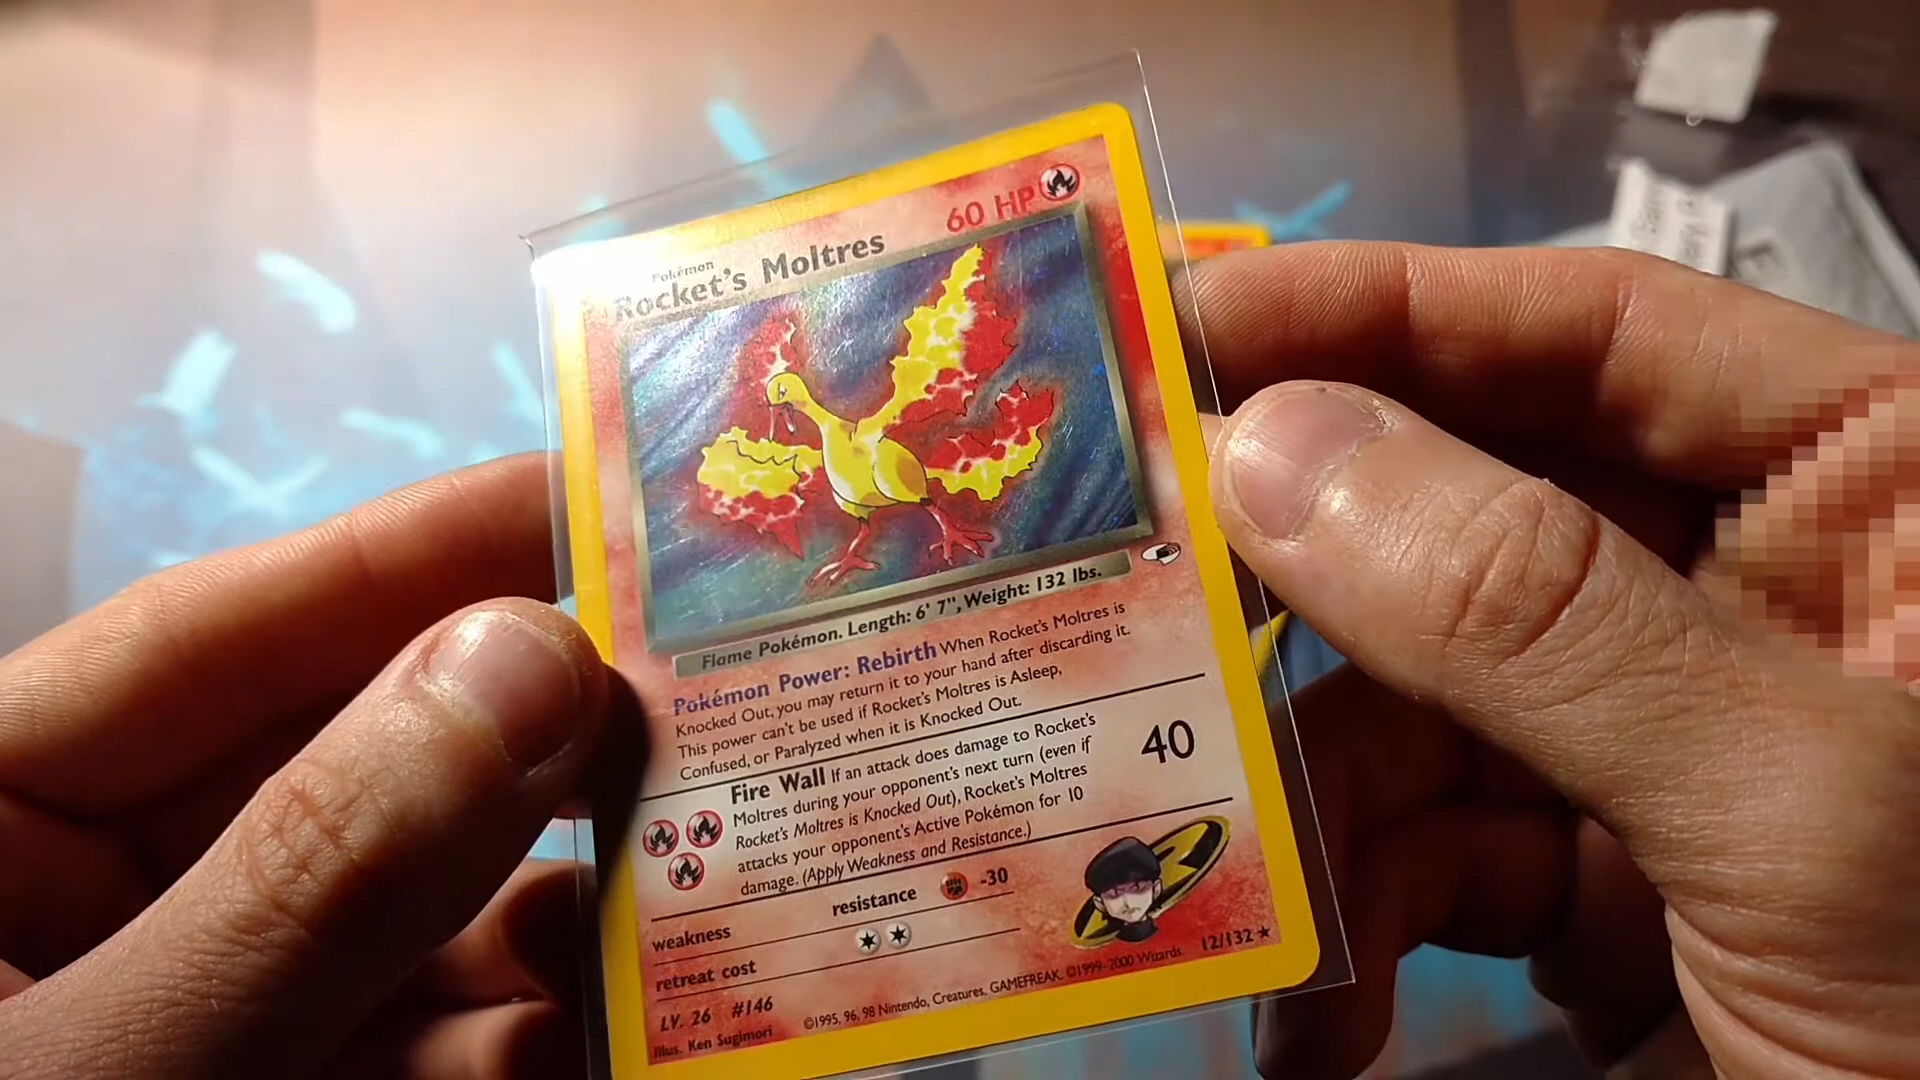 60 HP
Pokémon
Rocket's Moltres
Flame Pokémon. Length: 6' 7", Weight: 132 lbs.
Pokémon Power: Rebirth When Rocket's Moltres is
Knocked Out, you may return it to your hand after discarding it.
This power can't be used if Rocket's Moltres is Asleep,
Confused, or Paralyzed when it is Knocked Out.
Fire Wall If an attack does damage to Rocket's
Moltres during your opponent's next turn (even if
Rocket's Moltres is Knocked Out), Rocket's Moltres
attacks your opponent's Active Pokémon for 10
damage. (Apply Weakness and Resistance.)
40
weakness
resistance
-30
retreat cost
LV. 26 #146
12/132
Illus. Ken Sugimori
©1995, 96, 98 Nintendo, Creatures, GAMEFREAK. ©1999-2000 Wizards.